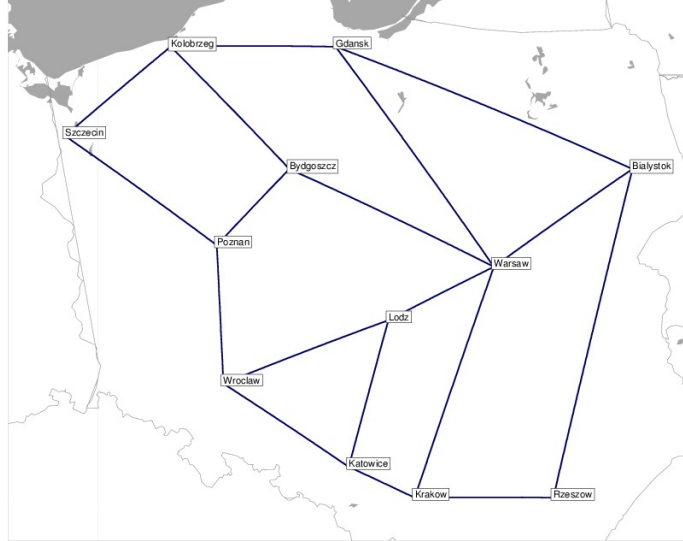 Kolobrzeg
Gdansk
Szczecin
Bydgoszcz
Bialystok
Poznan
Warsaw
Lodz
Wroclaw
Katowice
Krakow
Rzeszow